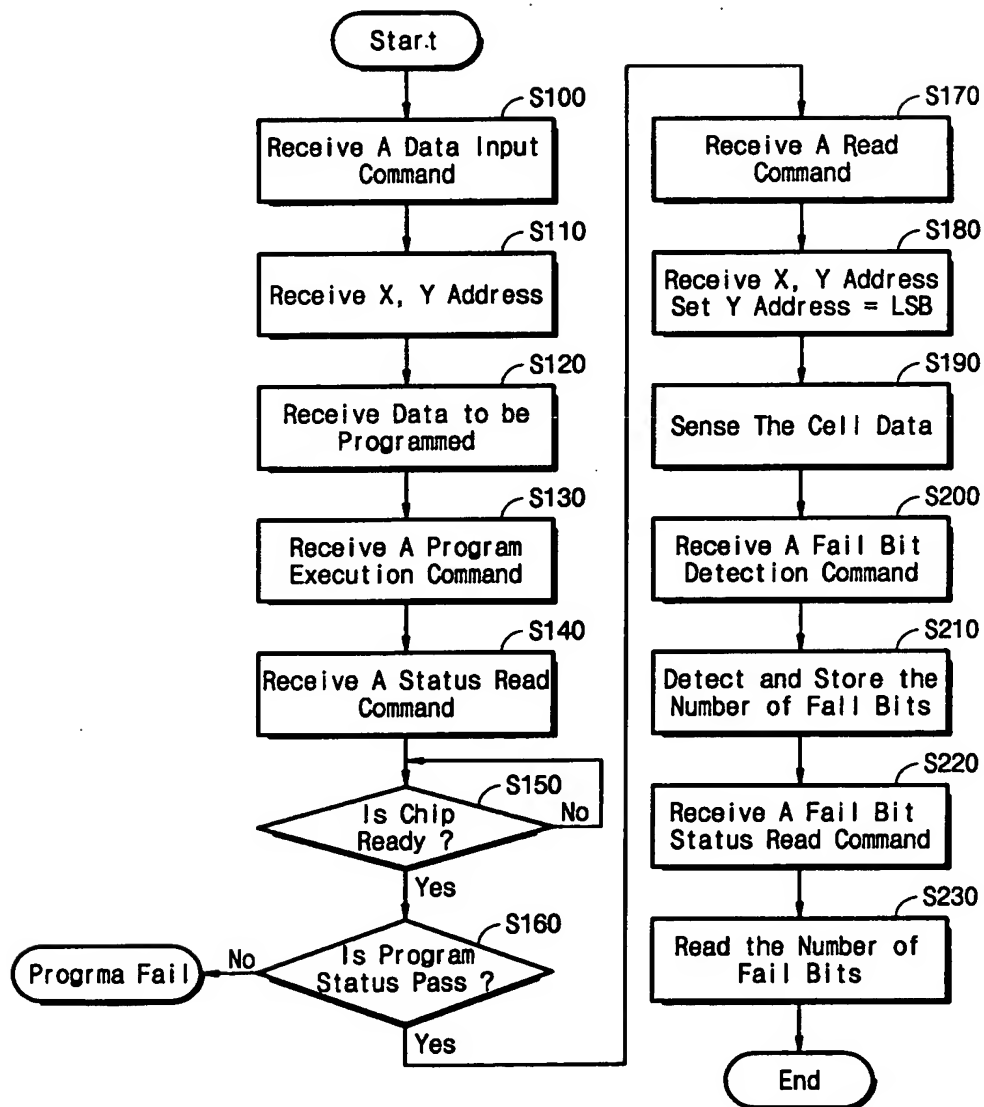 Start
S100
Receive A Data Input
Command
S110
Receive X, Y Address
S120
Receive Data to be
Programmed
S130
Receive A Program
Execution Command
S140
Receive A Status Read
Command
S150
Is Chip
Ready ?
No
Yes
S160
Is Program
Status Pass ?
No
Progrma Fail
Yes
S170
Receive A Read
Command
S180
Receive X, Y Address
Set Y Address = LSB
S190
Sense The Cell Data
S200
Receive A Fail Bit
Detection Command
S210
Detect and Store the
Number of Fail Bits
S220
Receive A Fail Bit
Status Read Command
S230
Read the Number of
Fail Bits
End